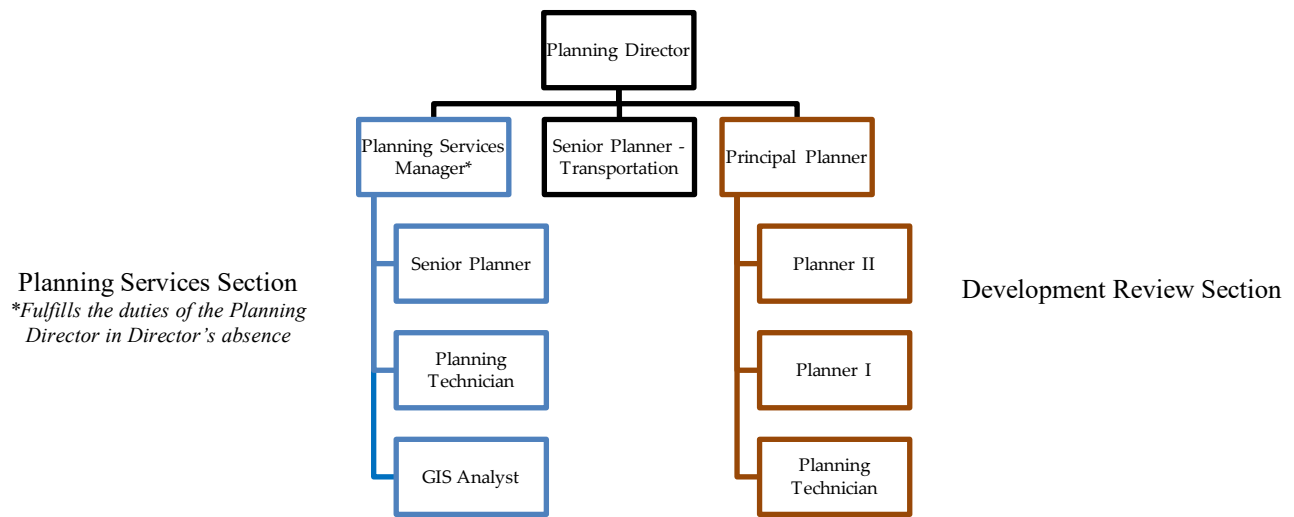 Planning Director
Planning Services
Manager*
Senior Planner -
Transportation
Principal Planner
Senior Planner
Planner II
Planning Services Section
*Fulfills the duties of the Planning
Director in Director’s absence
Development Review Section
Planning
Technician
Planner I
GIS Analyst
Planning
Technician